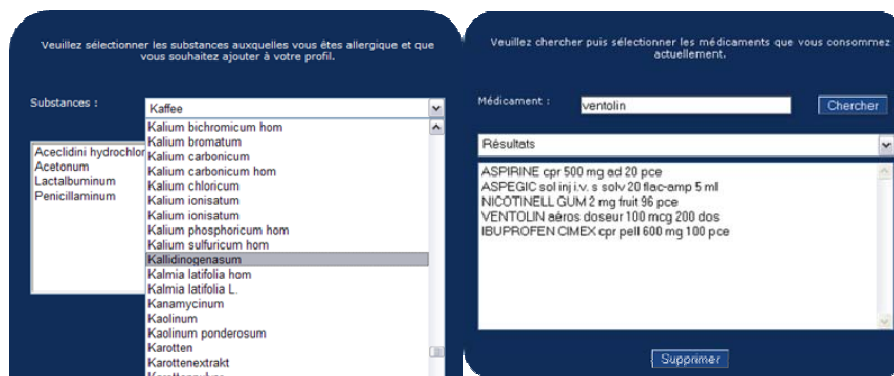 Veuillez sélectionner les substances auxquelles vous êtes allergique et que
vous souhaitez ajouter à votre profil.
Substances :
Kaffee
Aceclidini hydrochlor
Acetonum
Lactalbuminum
Penicillaminum
Kalium bichromicum hom
Kalium bromatum
Kalium carbonicum
Kalium carbonicum hom
Kalium chloricum
Kalium ionisatum
Kalium ionisatum
Kalium phosphoricum hom
Kalium sulfuricum hom
Kallidinogenasum
Kalmia latifolia hom
Kalmia latifolia L.
Kanamycinum
Kaolinum
Kaolinum ponderosum
Karotten
Karottenextrakt
Veuillez chercher puis sélectionner les médicaments que vous consommez
actuellement.
Médicament :
ventolin
Chercher
Résultats
ASPIRINE cpr 500 mg ad 20 pce
ASPEGIC sol inj i.v. s solv 20 flac-amp 5 ml
NICOTINELL GUM 2 mg fruit 96 pce
VENTOLIN aéros doseur 100 mcg 200 dos
IBUPROFEN CIMEX cpr pell 600 mg 100 pce
Supprimer